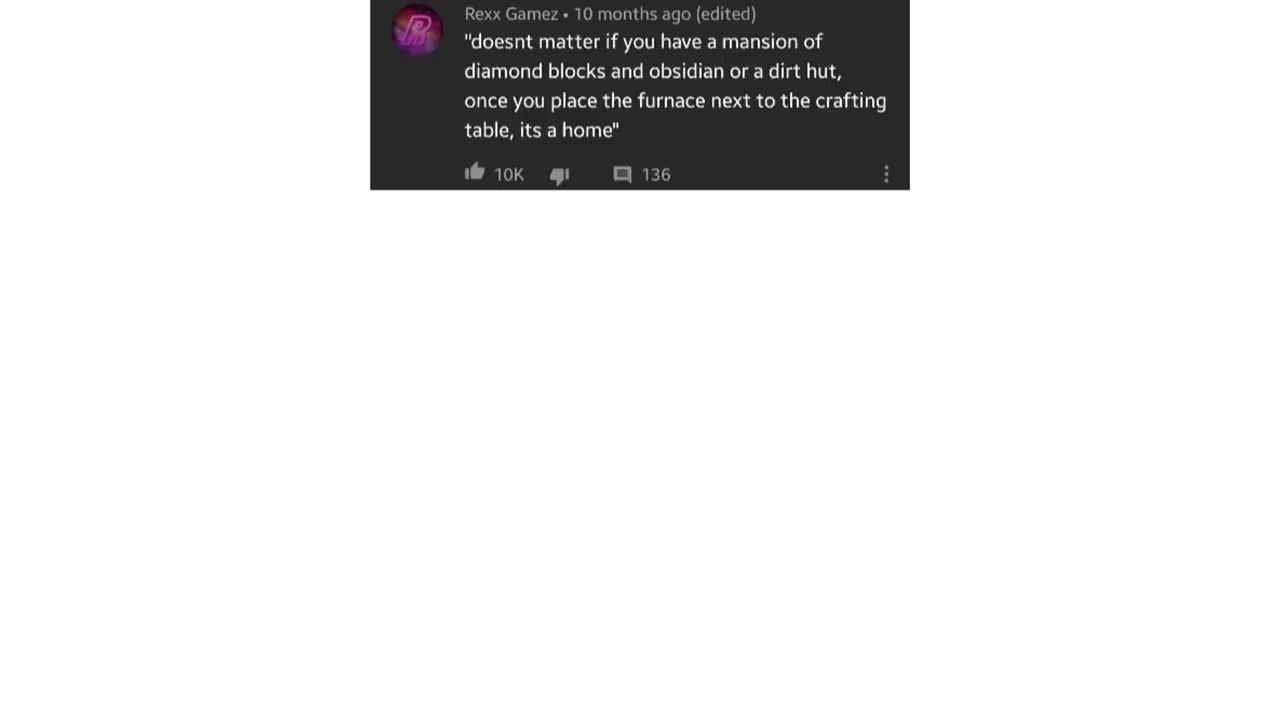 Rexx Gamez • 10 months ago (edited)
"doesnt matter if you have a mansion of
diamond blocks and obsidian or a dirt hut,
once you place the furnace next to the crafting
table, its a home"
10K 136